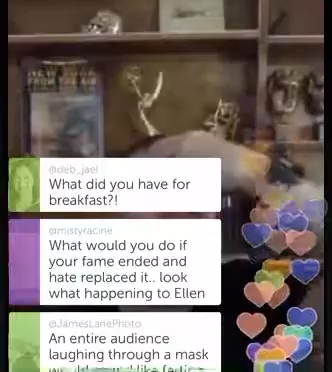 @deb_jael
What did you have for
breakfast?!
@mistyracine
What would you do if
your fame ended and
hate replaced it.. look
what happening to Ellen
@JamesLanePhoto
An entire audience
laughing through a mask